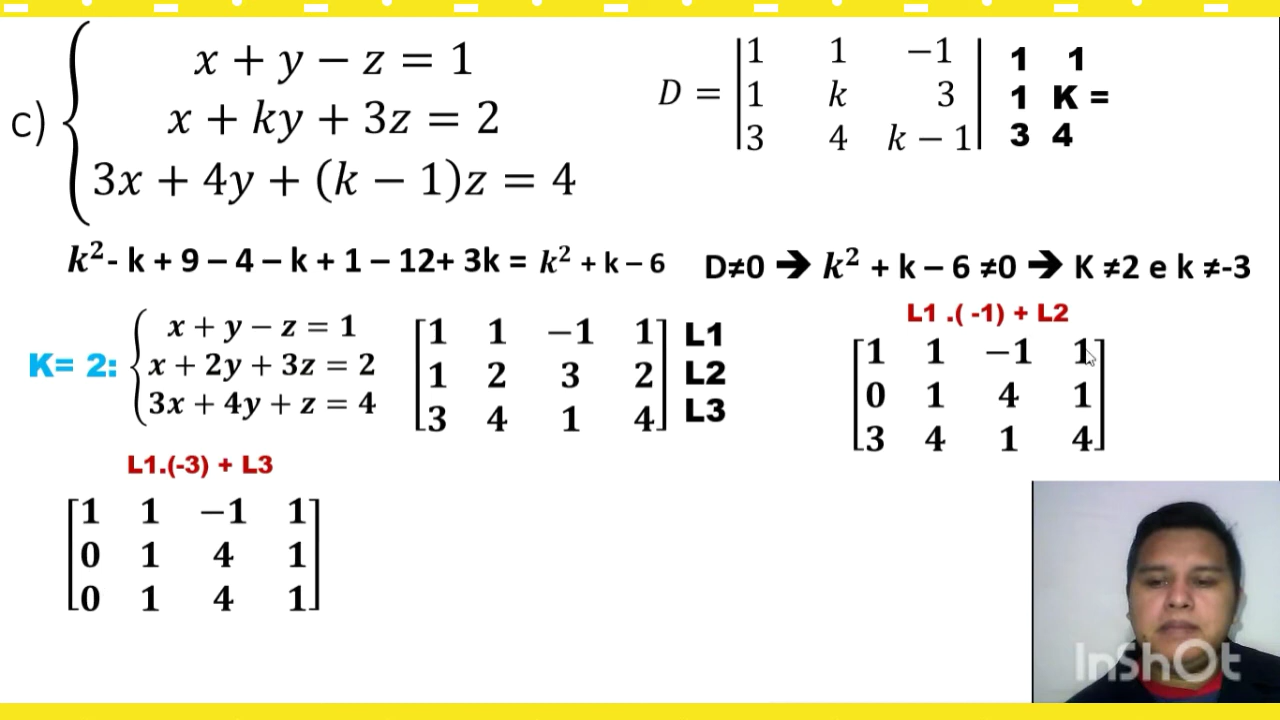 c)
x + y − z = 1
x + ky + 3z = 2
3x + 4y + (k − 1)z = 4
D =
1 1 −1
1 k 3
3 4 k − 1
1 1
1 K =
3 4
k² - k + 9 – 4 – k + 1 – 12+ 3k = k² + k – 6
D≠0 ➔ k² + k – 6 ≠0 ➔ K ≠2 e k ≠-3
K= 2:
x + y − z = 1
x + 2y + 3z = 2
3x + 4y + z = 4
1 1 −1 1 L1
1 2 3 2 L2
3 4 1 4 L3
L1 .( -1) + L2
1 1 −1 1
0 1 4 1
3 4 1 4
L1.(-3) + L3
1 1 −1 1
0 1 4 1
0 1 4 1
InShOt